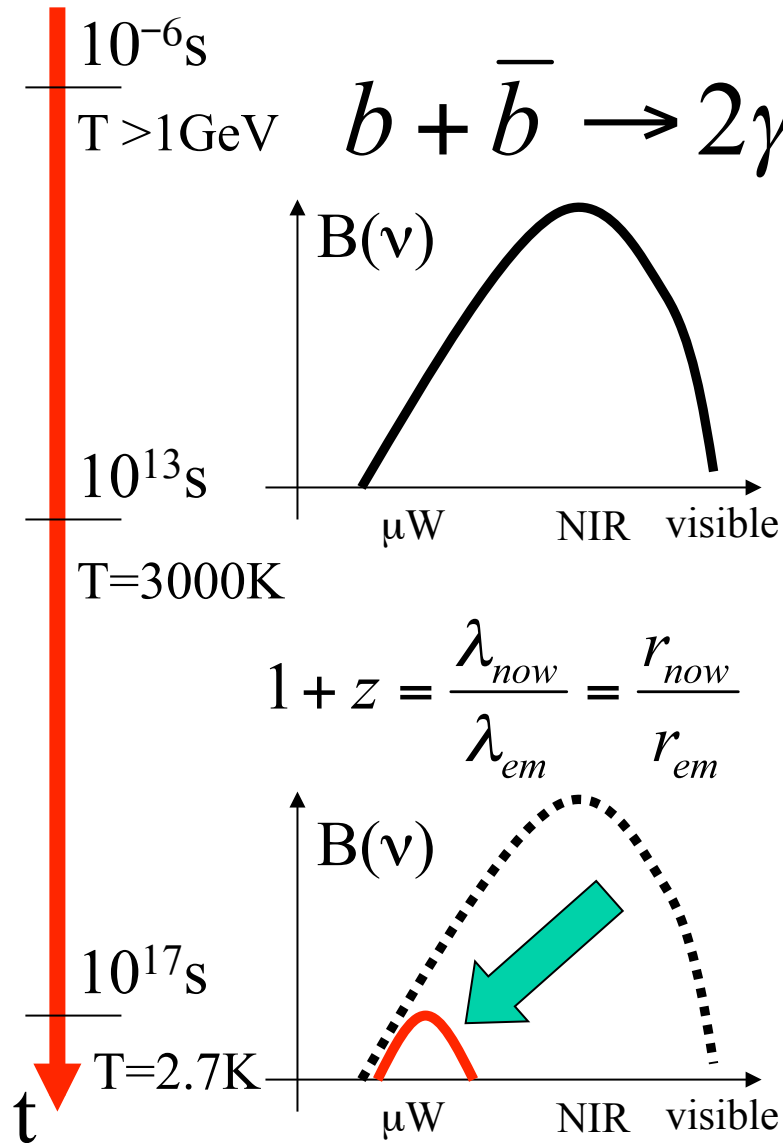 10⁻⁶s
T >1GeV
b + b̅ → 2γ
B(ν)
10¹³s
μW NIR visible
T=3000K
1 + z = λnow/λem = rnow/rem
B(ν)
10¹⁷s
T=2.7K
μW NIR visible
t